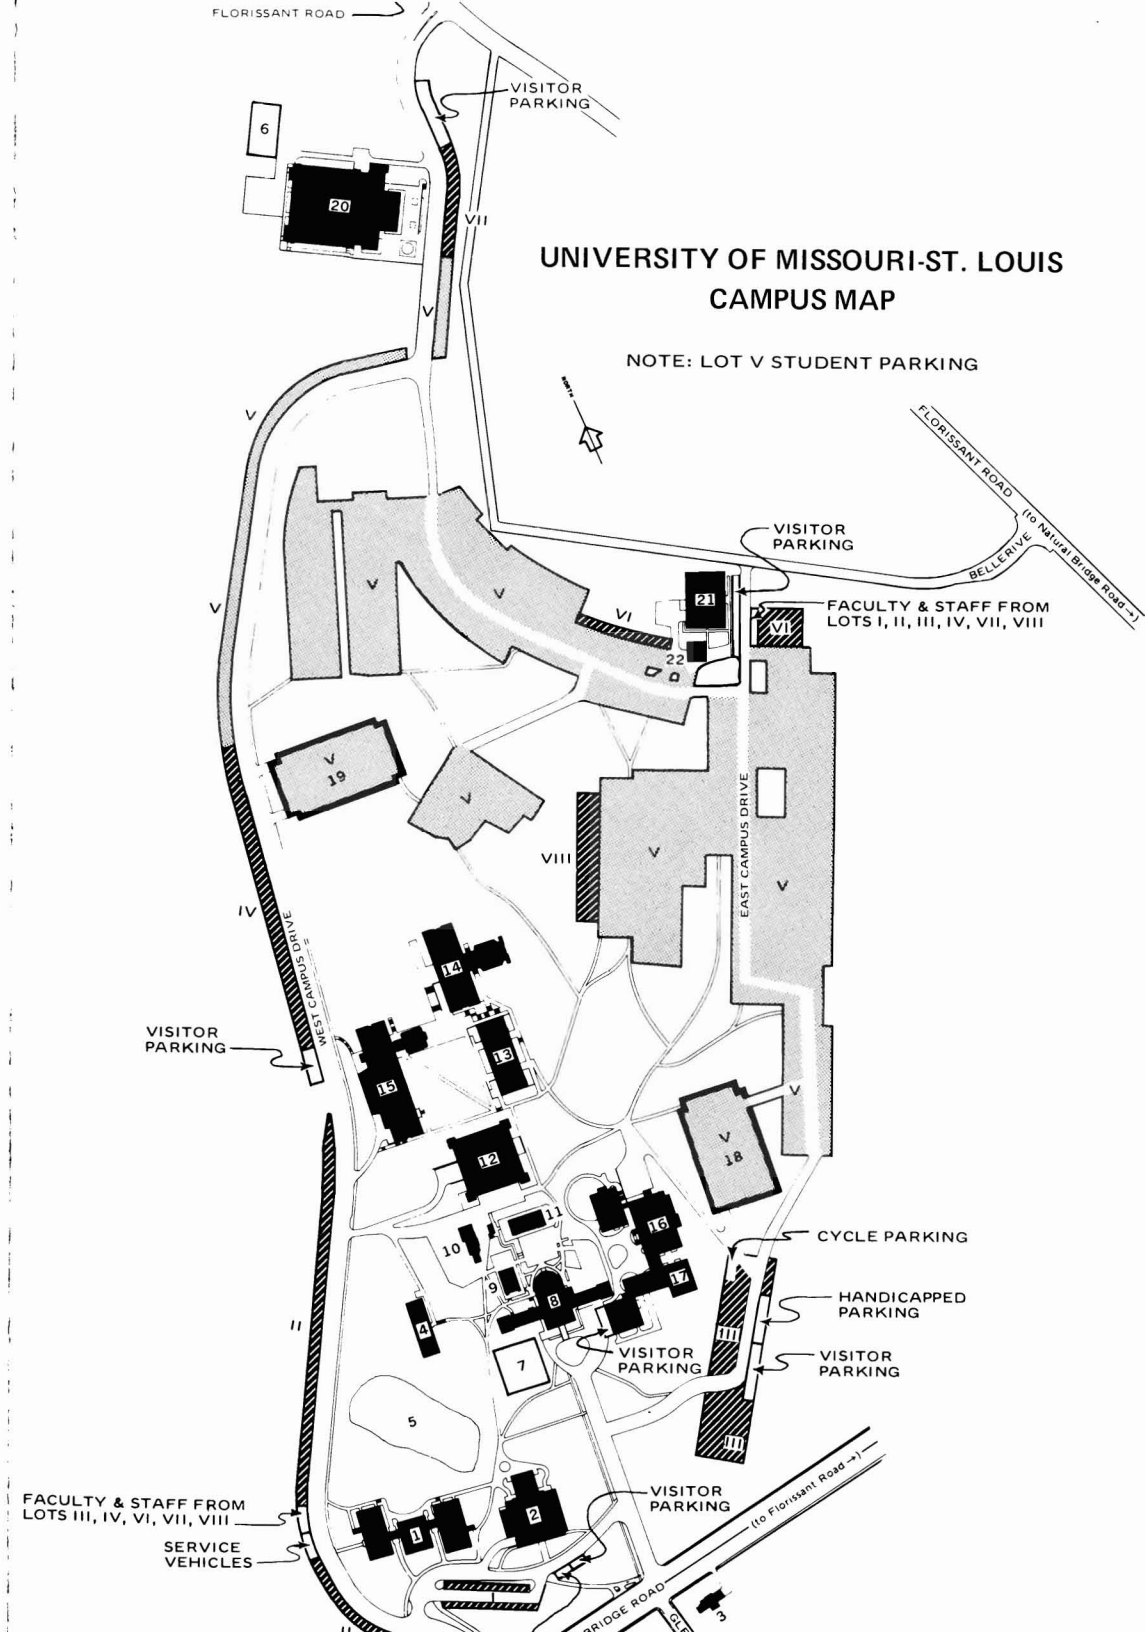 FLORISSANT ROAD
VISITOR
PARKING
6
20
VII
UNIVERSITY OF MISSOURI-ST. LOUIS
CAMPUS MAP
V
NOTE: LOT V STUDENT PARKING
NORTH
V
FLORISSANT ROAD
(to Natural Bridge Road →)
BELLERIVE
VISITOR
PARKING
V
V
V
21
VI
FACULTY & STAFF FROM
LOTS I, II, III, IV, VII, VIII
VI
22
V
19
V
EAST CAMPUS DRIVE
VIII
V
V
IV
WEST CAMPUS DRIVE
14
VISITOR
PARKING
13
15
V
V
18
12
11
16
10
CYCLE PARKING
9
17
8
HANDICAPPED
PARKING
4
II
III
VISITOR
PARKING
VISITOR
PARKING
7
5
III
(to Florissant Road →)
VISITOR
PARKING
FACULTY & STAFF FROM
LOTS III, IV, VI, VII, VIII
2
1
SERVICE
VEHICLES
I
BRIDGE ROAD
3
GLE
II